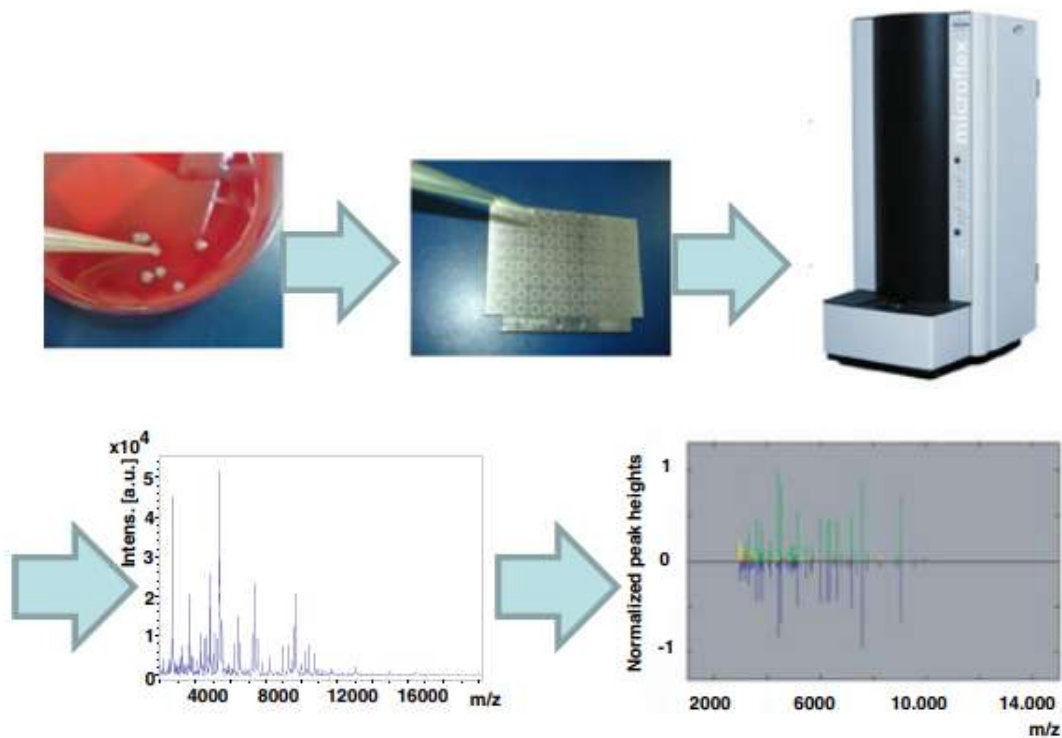 microflex
x10⁴
Intens. [a.u.]
5
4
3
2
1
0
4000 8000 12000 16000 m/z
Normalized peak heights
1
0
-1
2000 6000 10.000 14.000
m/z